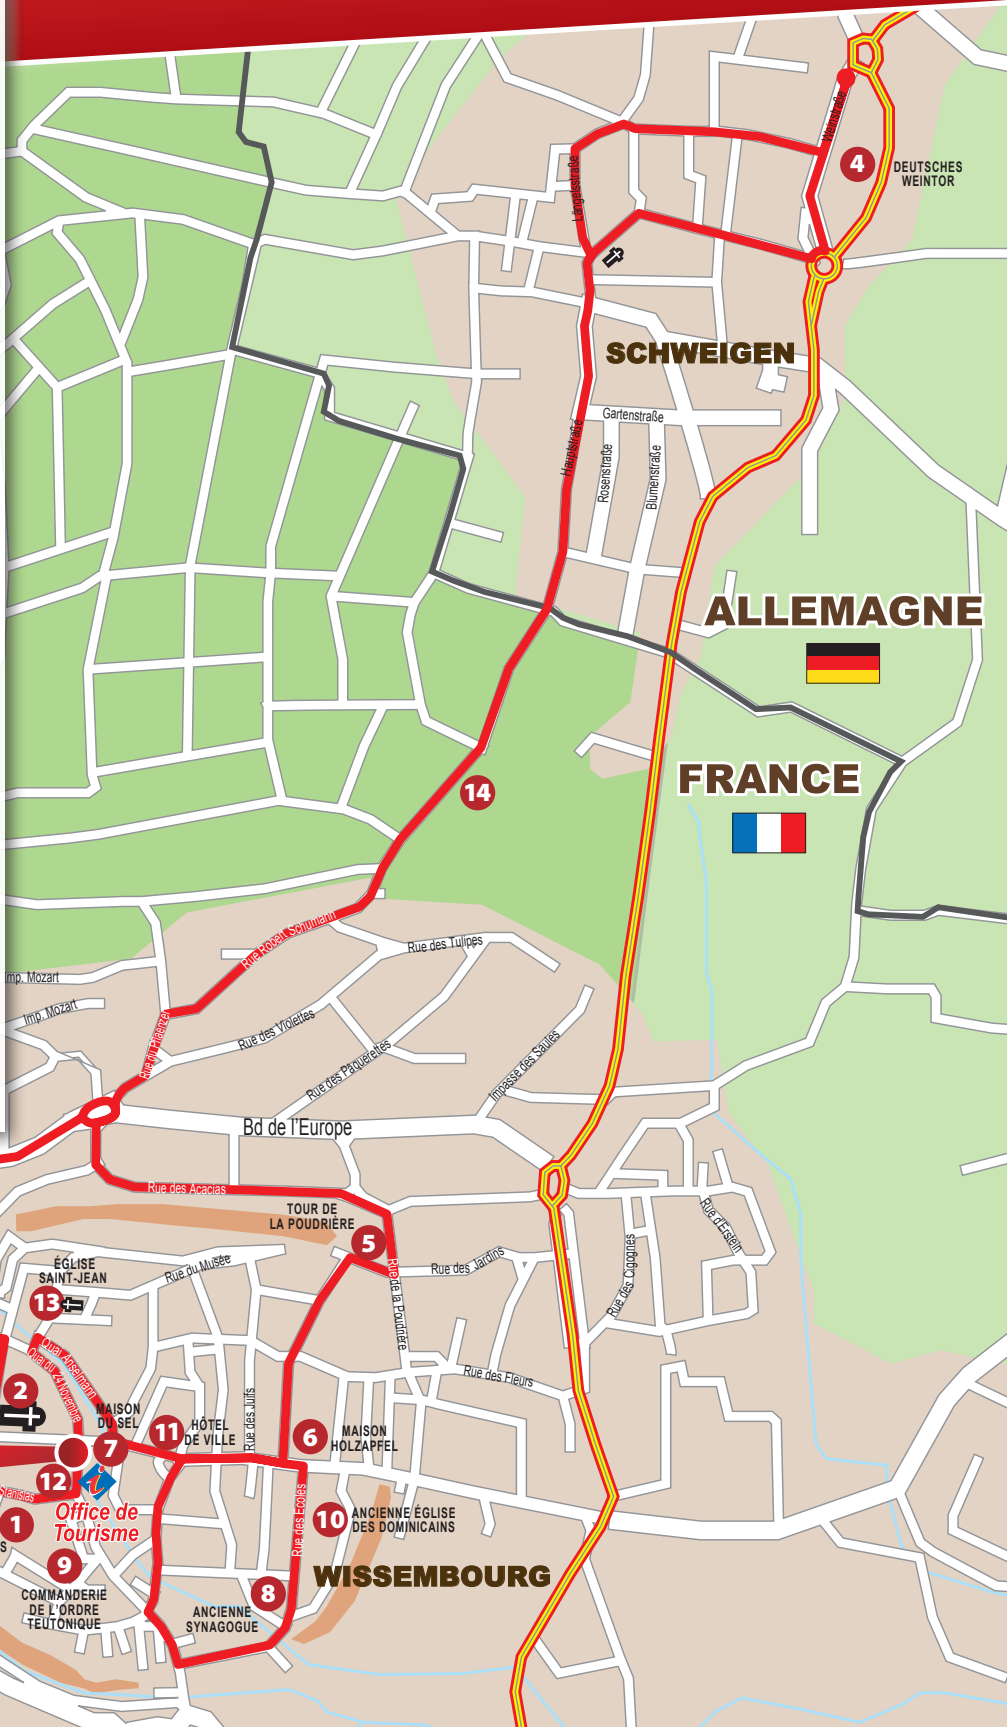 Weinstraße
4
DEUTSCHES
WEINTOR
Längelsstraße
SCHWEIGEN
Gartenstraße
Hauptstraße
Rosenstraße
Blumenstraße
ALLEMAGNE
FRANCE
14
Rue Robert Schumann
Rue des Tulipes
Imp. Mozart
Imp. Mozart
Rue des Violettes
Rue du Pfaenzer
Rue des Pâquerettes
Impasse des Saules
Bd de l'Europe
Rue des Acacias
TOUR DE
LA POUDRIÈRE
5
Rue d'Erstein
ÉGLISE
SAINT-JEAN
Rue du Musée
Rue des Jardins
Rue des Cigognes
13
Rue de la Poudrière
Quai Anselmann
Quai du 24 Novembre
Rue des Fleurs
2
MAISON
DU SEL
Rue des Juifs
11
HÔTEL
DE VILLE
6
MAISON
HOLZAPFEL
7
12
i
Stanislas
Rue des Écoles
1
S
Office de
Tourisme
10
ANCIENNE ÉGLISE
DES DOMINICAINS
9
WISSEMBOURG
COMMANDERIE
DE L'ORDRE
TEUTONIQUE
8
ANCIENNE
SYNAGOGUE